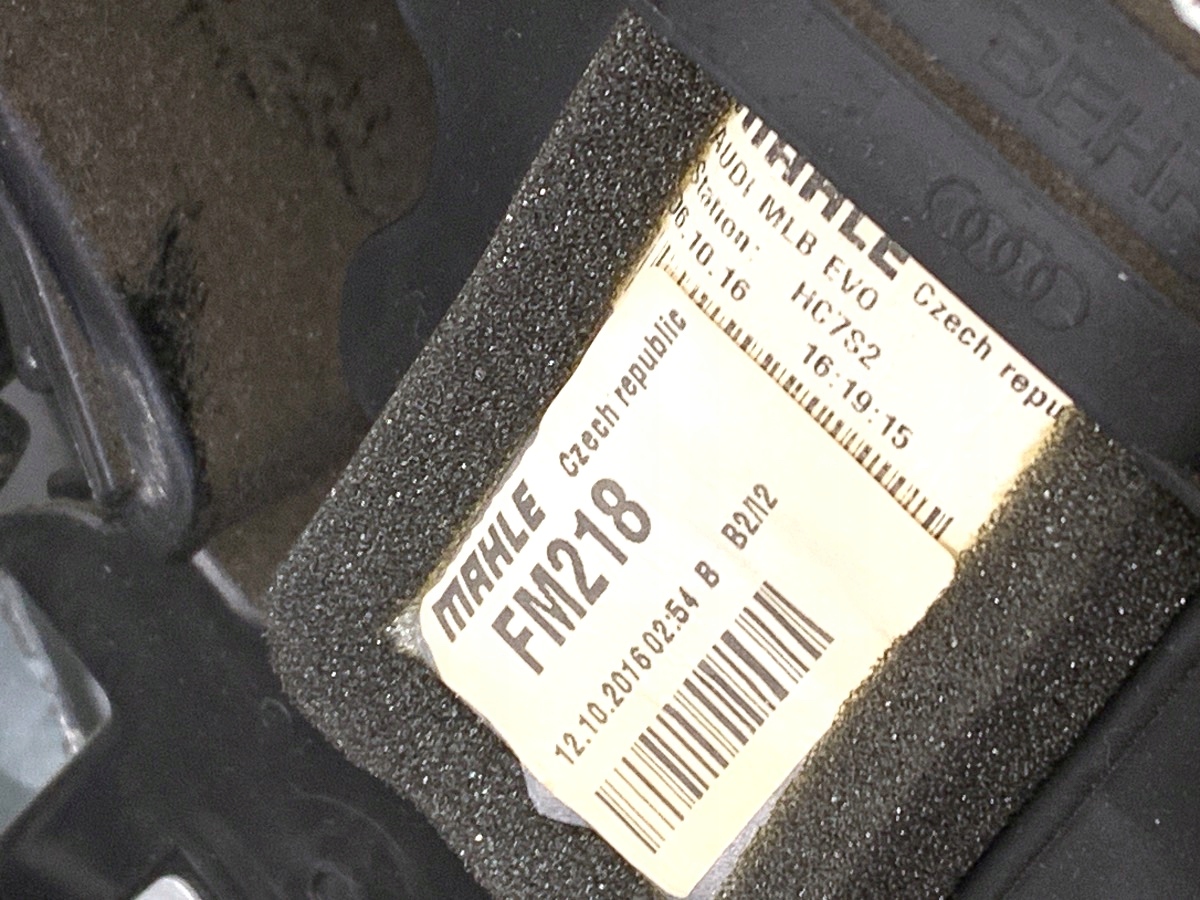 BEHR
MAHLE Czech repu
AUDI MLB EVO
Station: HC7S2
06.10.16 16:19:15
MAHLE Czech republic
FM218
12.10.2016 02:54 B B2/I2